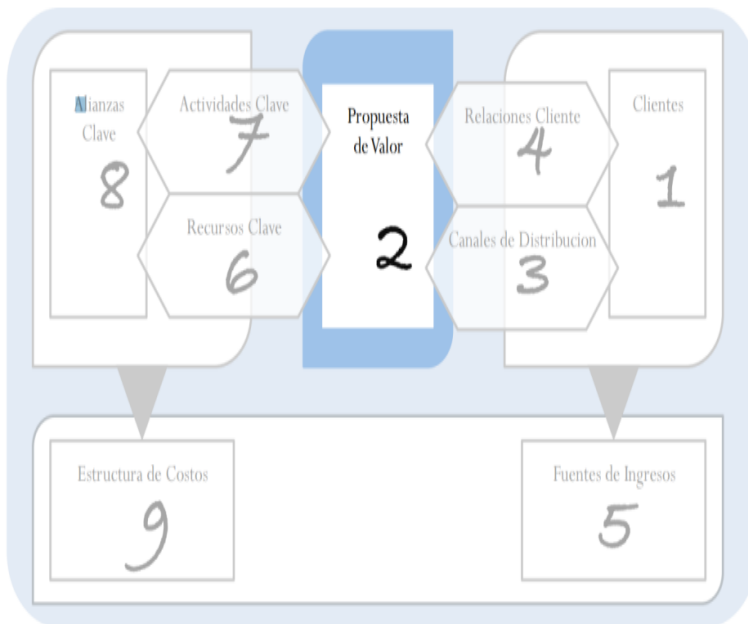 Alianzas
Clave
8
Actividades Clave
7
Recursos Clave
6
Propuesta
de Valor
2
Relaciones Cliente
4
Canales de Distribucion
3
Clientes
1
Estructura de Costos
9
Fuentes de Ingresos
5